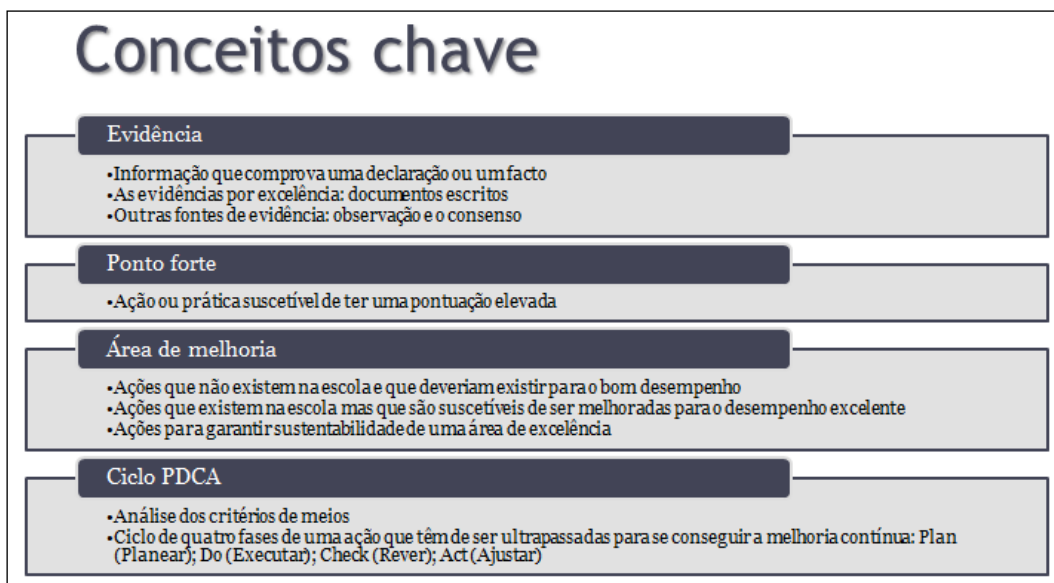 Conceitos chave
Evidência
•Informação que comprova uma declaração ou um facto
•As evidências por excelência: documentos escritos
•Outras fontes de evidência: observação e o consenso
Ponto forte
•Ação ou prática suscetível de ter uma pontuação elevada
Área de melhoria
•Ações que não existem na escola e que deveriam existir para o bom desempenho
•Ações que existem na escola mas que são suscetíveis de ser melhoradas para o desempenho excelente
•Ações para garantir sustentabilidade de uma área de excelência
Ciclo PDCA
•Análise dos critérios de meios
•Ciclo de quatro fases de uma ação que têm de ser ultrapassadas para se conseguir a melhoria contínua: Plan
(Planear); Do (Executar); Check (Rever); Act (Ajustar)